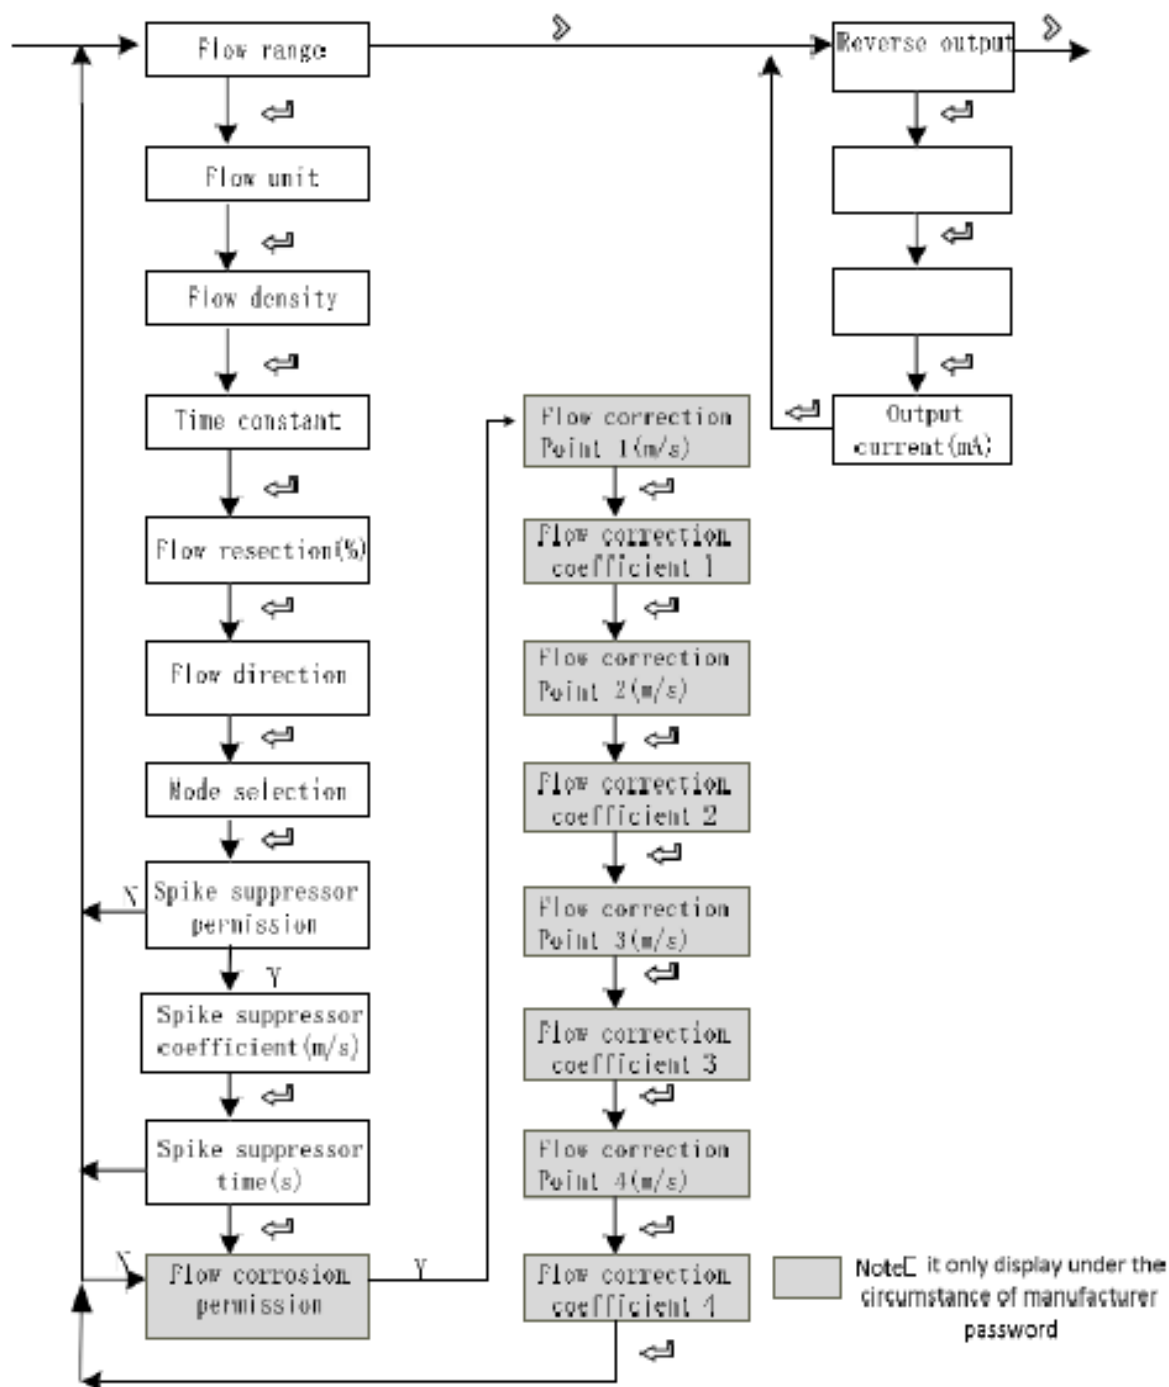 Flow range
Flow unit
Flow density
Time constant
Flow resection(%)
Flow direction
Mode selection
Spike suppressor
permission
N
Y
Spike suppressor
coefficient(m/s)
Spike suppressor
time(s)
N
Flow corrosion
permission
Y
Flow correction
Point 1(m/s)
Flow correction
coefficient 1
Flow correction
Point 2(m/s)
Flow correction
coefficient 2
Flow correction
Point 3(m/s)
Flow correction
coefficient 3
Flow correction
Point 4(m/s)
Flow correction
coefficient 4
Reverse output
Output
current(mA)
Note it only display under the
circumstance of manufacturer
password